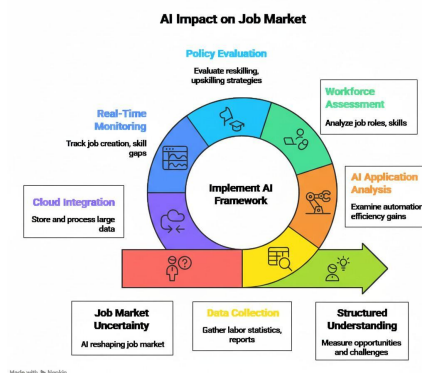 AI Impact on Job Market
Policy Evaluation
Evaluate reskilling,
upskilling strategies
Workforce
Assessment
Analyze job roles, skills
Real-Time
Monitoring
Track job creation, skill
gaps
AI Application
Analysis
Examine automation
efficiency gains
Implement AI
Framework
Cloud Integration
Store and process large
data
Job Market
Uncertainty
AI reshaping job market
Data Collection
Gather labor statistics,
reports
Structured
Understanding
Measure opportunities
and challenges
Made with